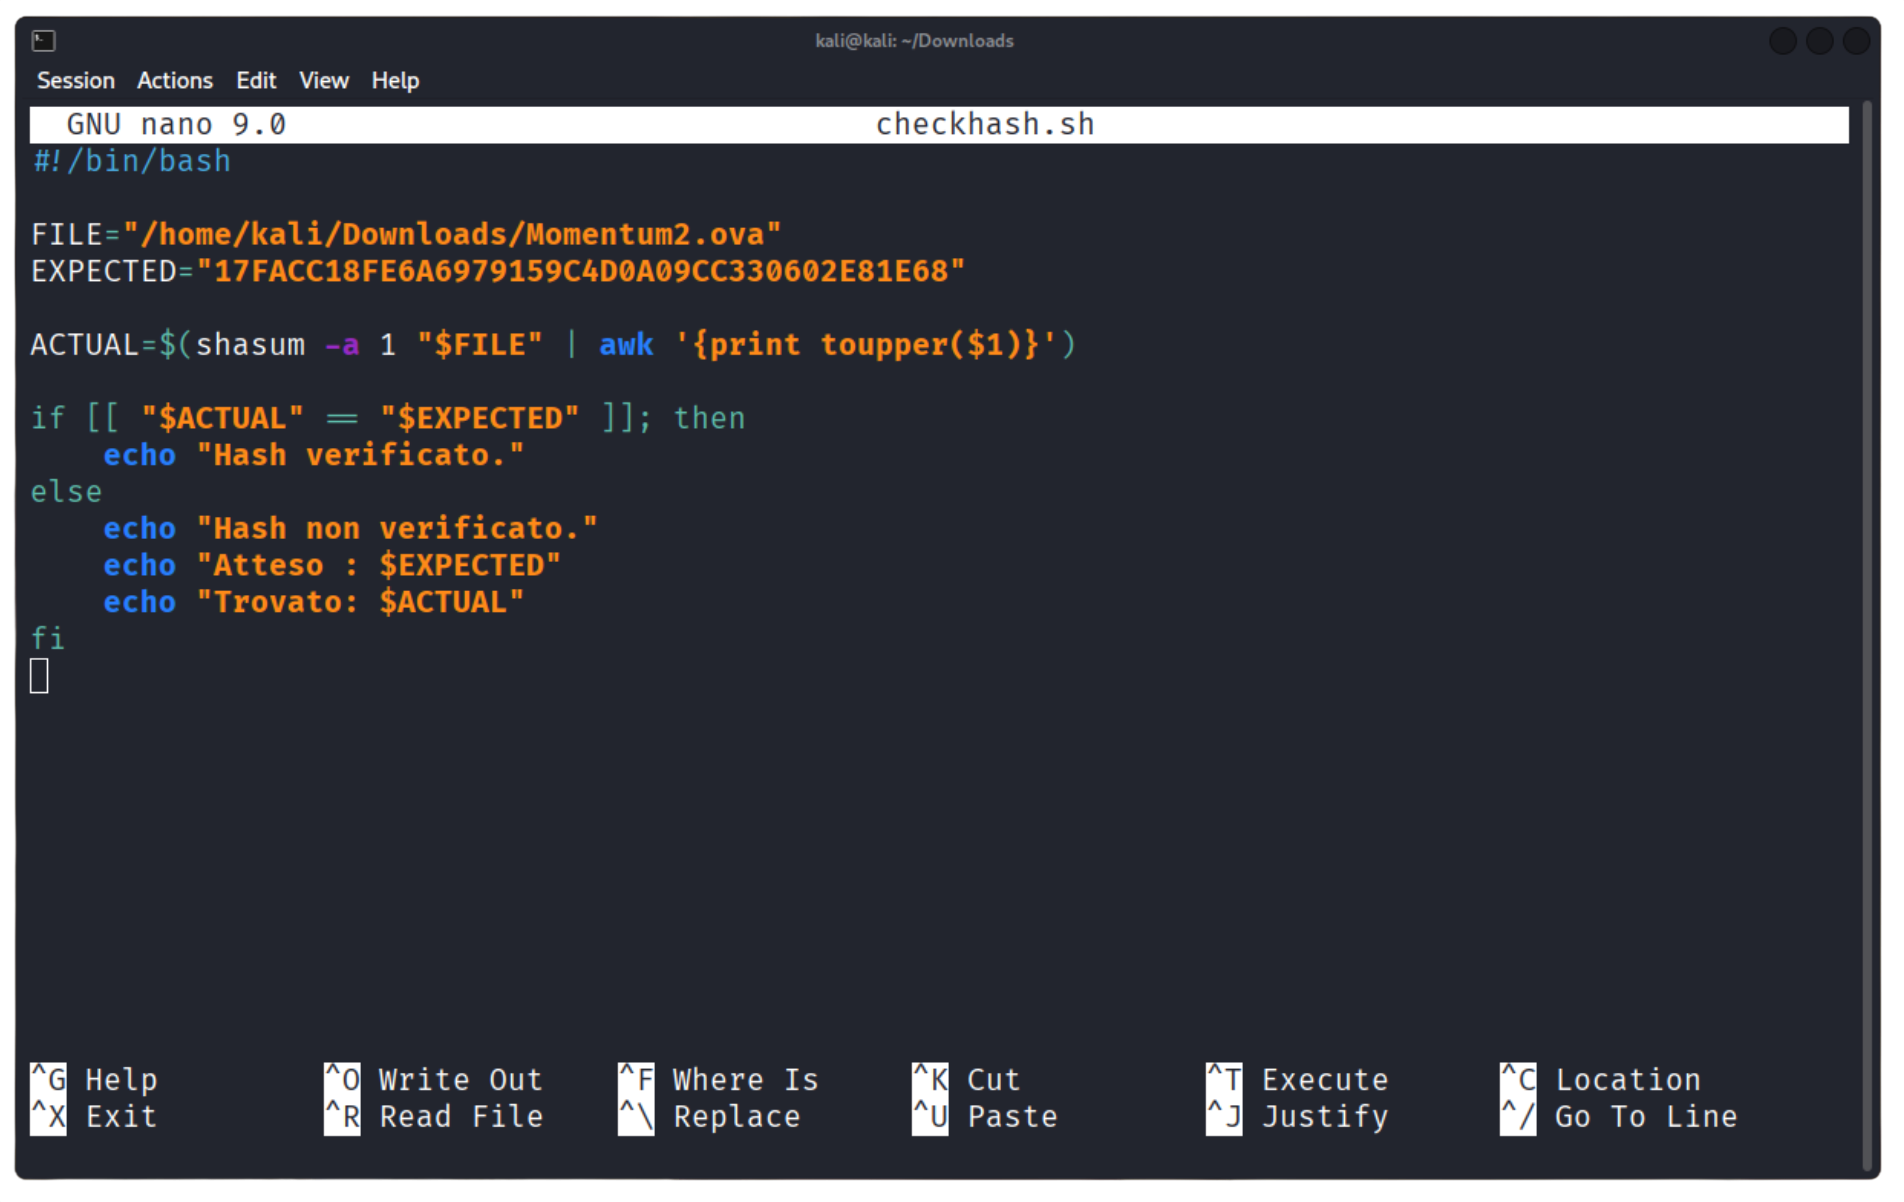 kali@kali: ~/Downloads
Session Actions Edit View Help
GNU nano 9.0 checkhash.sh
#!/bin/bash
FILE="/home/kali/Downloads/Momentum2.ova"
EXPECTED="17FACC18FE6A6979159C4D0A09CC330602E81E68"
ACTUAL=$(shasum -a 1 "$FILE" | awk '{print toupper($1)}')
if [[ "$ACTUAL" == "$EXPECTED" ]]; then
    echo "Hash verificato."
else
    echo "Hash non verificato."
    echo "Atteso : $EXPECTED"
    echo "Trovato: $ACTUAL"
fi
^G Help ^O Write Out ^F Where Is ^K Cut ^T Execute ^C Location
^X Exit ^R Read File ^\ Replace ^U Paste ^J Justify ^/ Go To Line